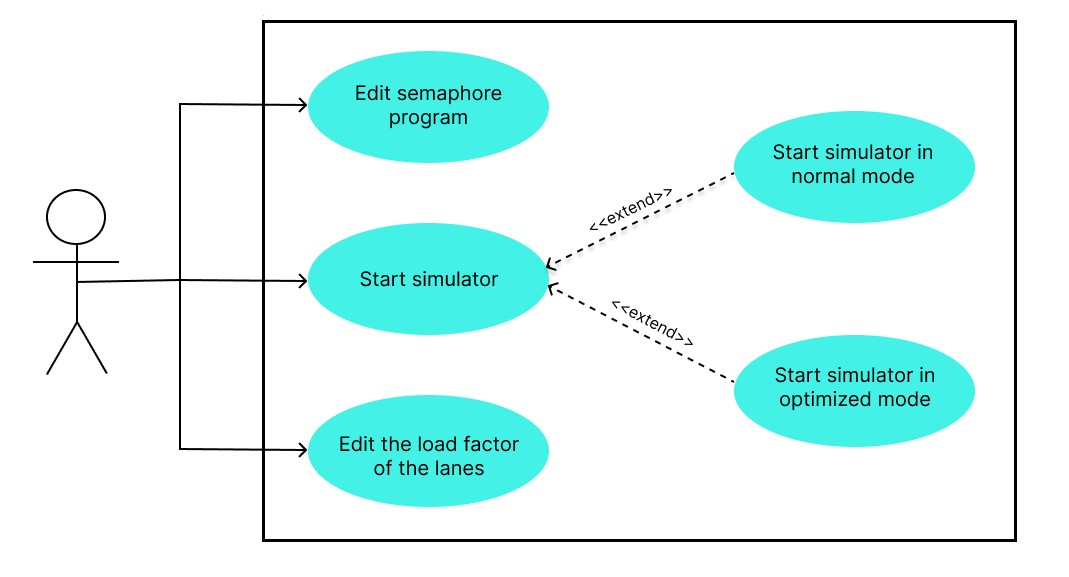 Edit semaphore
program
Start simulator in
normal mode
<<extend>>
Start simulator
<<extend>>
Start simulator in
optimized mode
Edit the load factor
of the lanes